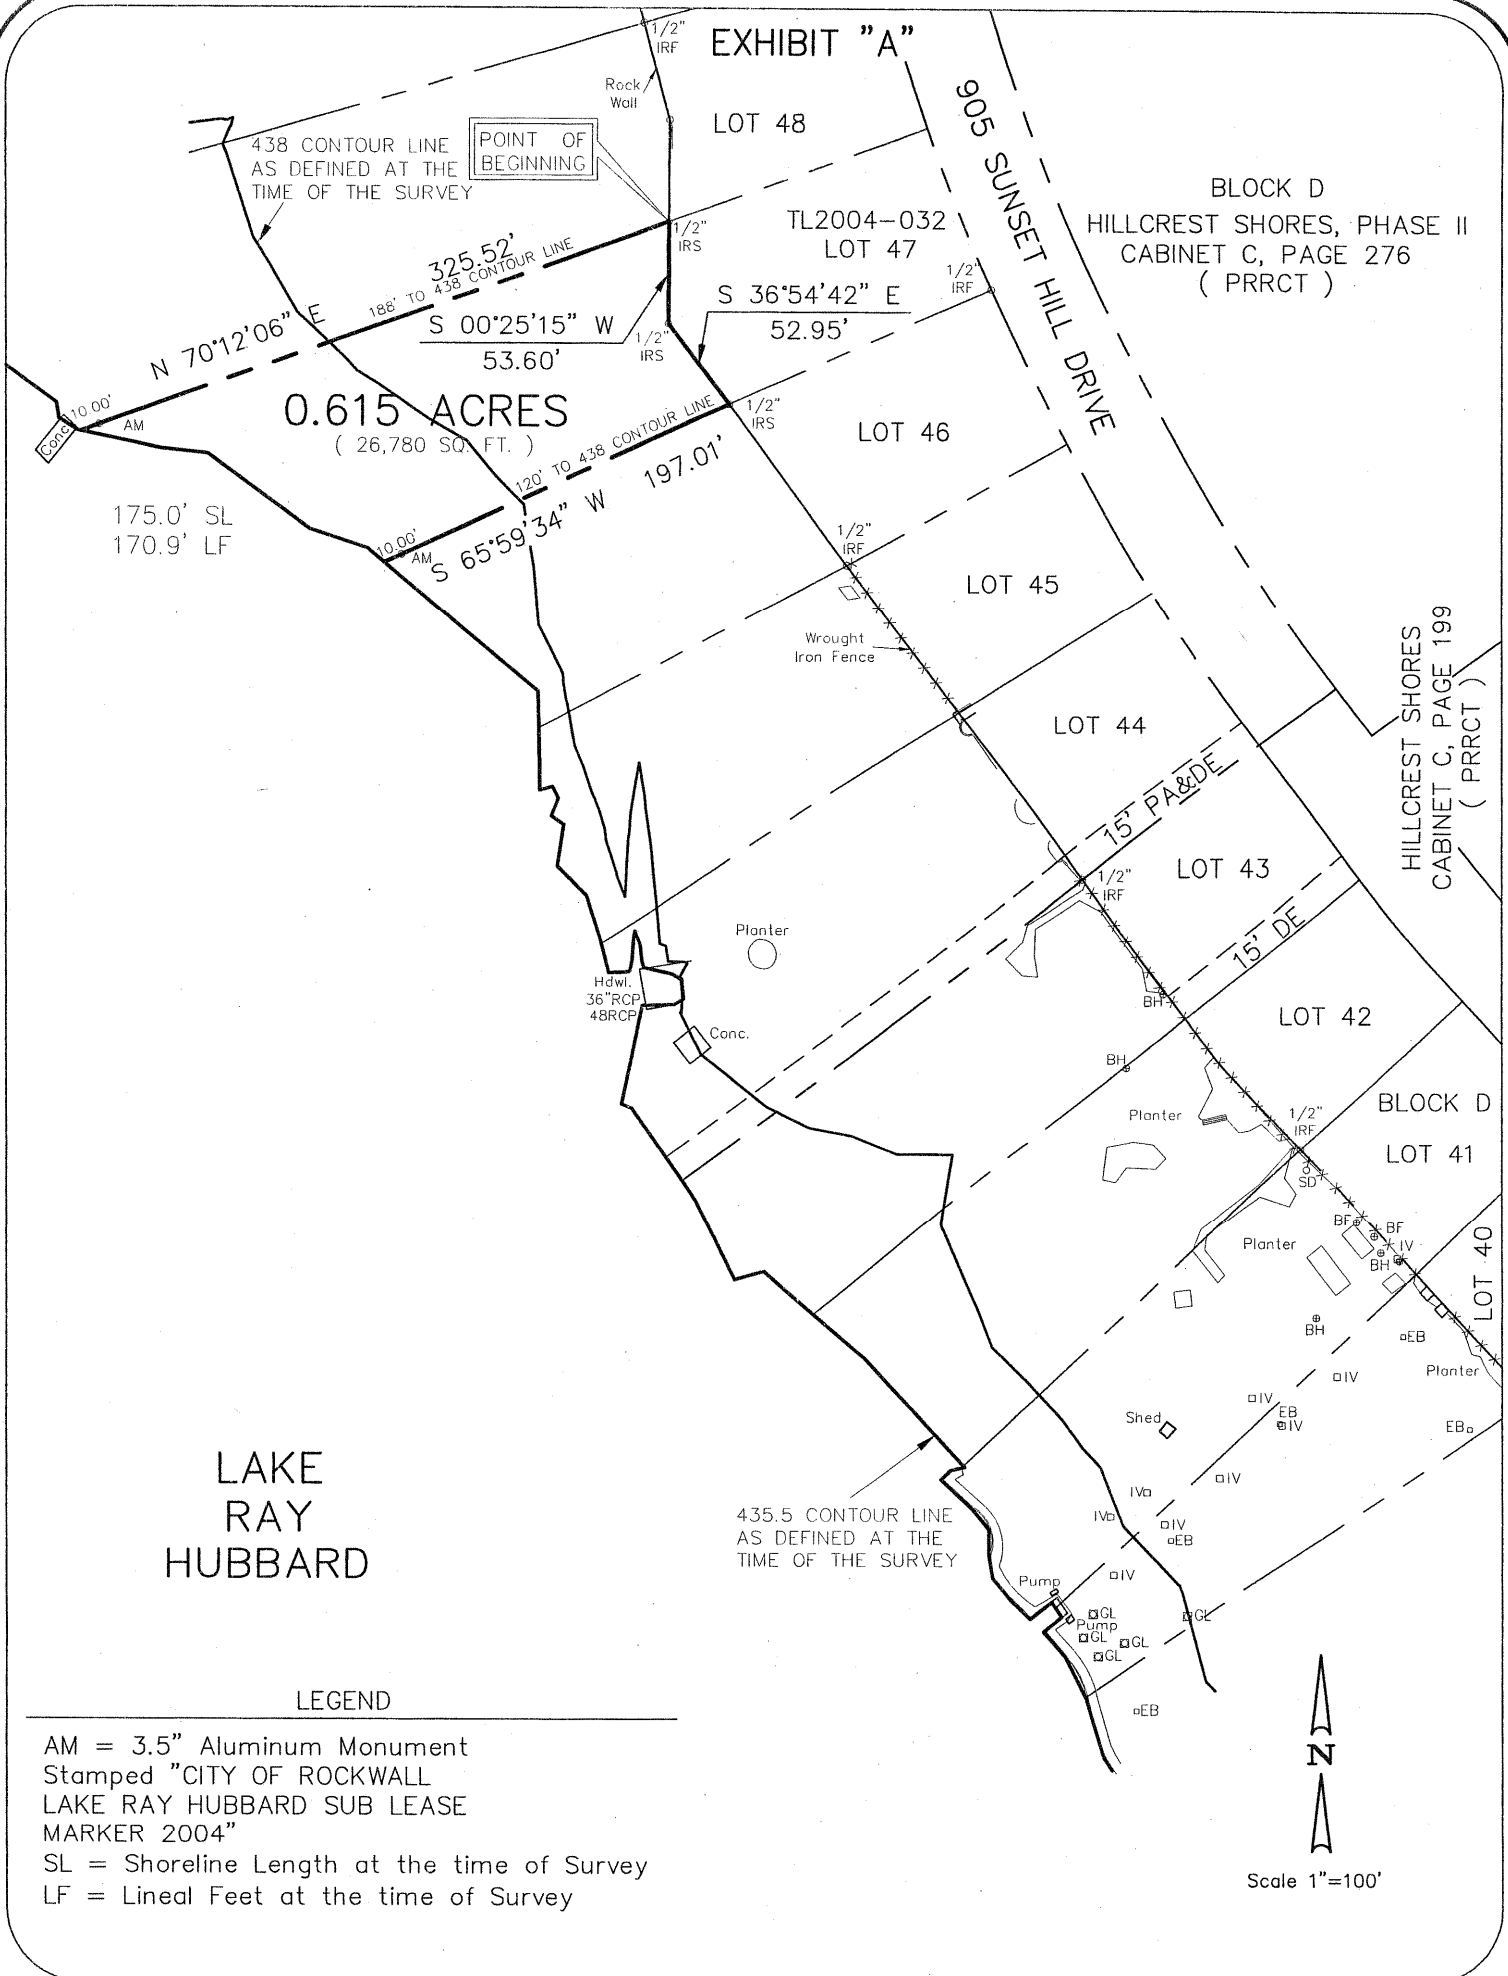 EXHIBIT "A"
1/2"
IRF
Rock
Wall
LOT 48
905 SUNSET HILL DRIVE
438 CONTOUR LINE
AS DEFINED AT THE
TIME OF THE SURVEY
POINT OF
BEGINNING
BLOCK D
HILLCREST SHORES, PHASE II
CABINET C, PAGE 276
( PRRCT )
TL2004-032
LOT 47
1/2"
IRS
1/2"
IRF
325.52'
188' TO 438 CONTOUR LINE
N 70°12'06" E
S 00°25'15" W
53.60'
S 36°54'42" E
52.95'
1/2"
IRS
10.00'
AM
Conc.
0.615 ACRES
( 26,780 SQ. FT. )
1/2"
IRS
LOT 46
120' TO 438 CONTOUR LINE
197.01'
S 65°59'34" W
10.00'
AM
175.0' SL
170.9' LF
1/2"
IRF
LOT 45
Wrought
Iron Fence
HILLCREST SHORES
CABINET C, PAGE 199
( PRRCT )
LOT 44
15' PA&DE
LOT 43
1/2"
IRF
15' DE
Planter
Hdwl.
36"RCP
48RCP
Conc.
BH
LOT 42
BH
Planter
1/2"
IRF
BLOCK D
LOT 41
SD
BF
BF
IV
BH
Planter
LOT 40
BH
EB
Planter
IV
IV
EB
IV
EB
Shed
IV
IV
IV
IV
EB
435.5 CONTOUR LINE
AS DEFINED AT THE
TIME OF THE SURVEY
IV
Pump
GL
Pump
GL
GL
GL
GL
EB
LAKE
RAY
HUBBARD
LEGEND
AM = 3.5" Aluminum Monument
Stamped "CITY OF ROCKWALL
LAKE RAY HUBBARD SUB LEASE
MARKER 2004"
SL = Shoreline Length at the time of Survey
LF = Lineal Feet at the time of Survey
N
Scale 1"=100'